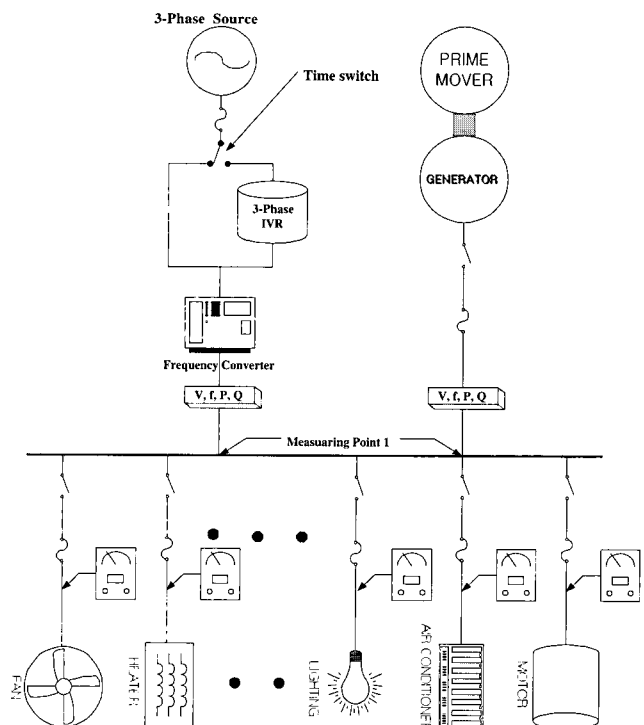 3-Phase Source
Time switch
3-Phase
IVR
PRIME
MOVER
GENERATOR
Frequency Converter
V, f, P, Q
V, f, P, Q
Measuaring Point 1
FAN
HEATER
LIGHTING
AIR CONDITIONER
MOTOR